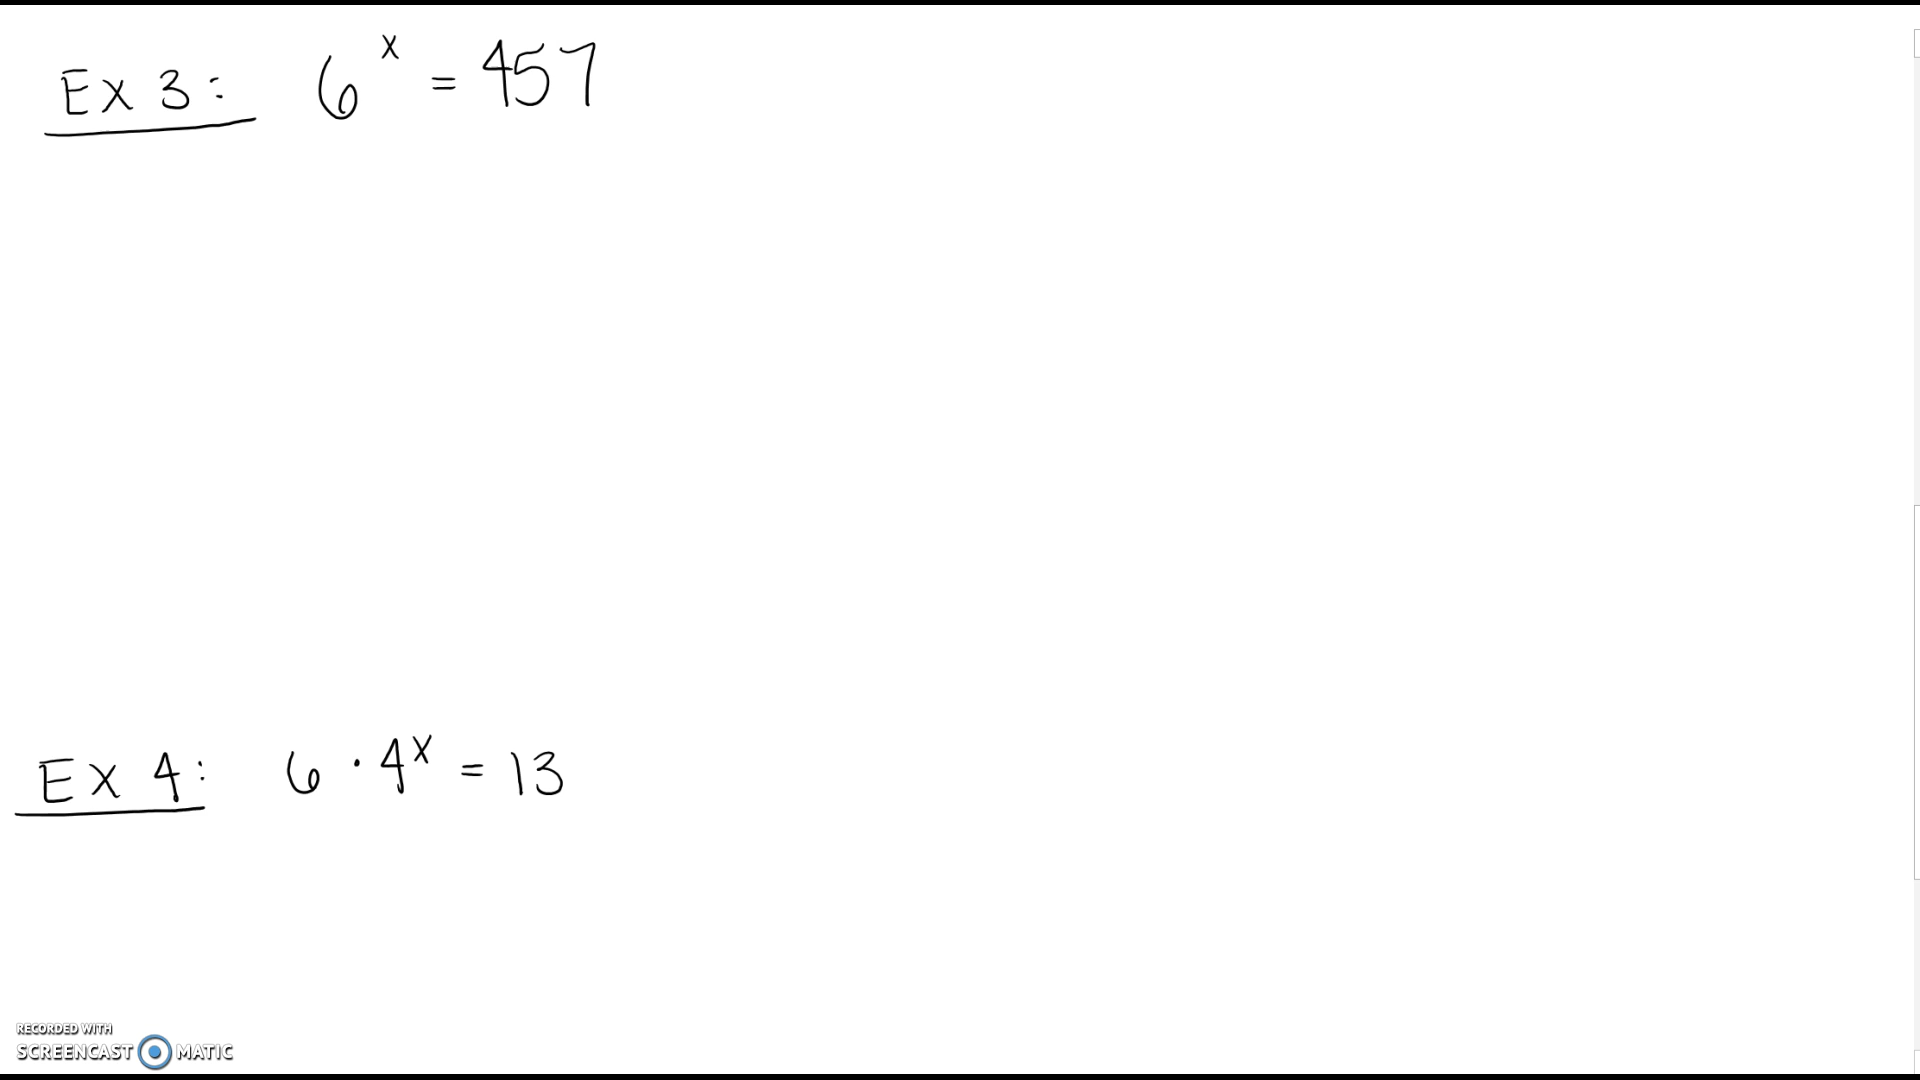 Ex 3: 6^x = 457
Ex 4: 6 · 4^x = 13
RECORDED WITH
SCREENCAST MATIC